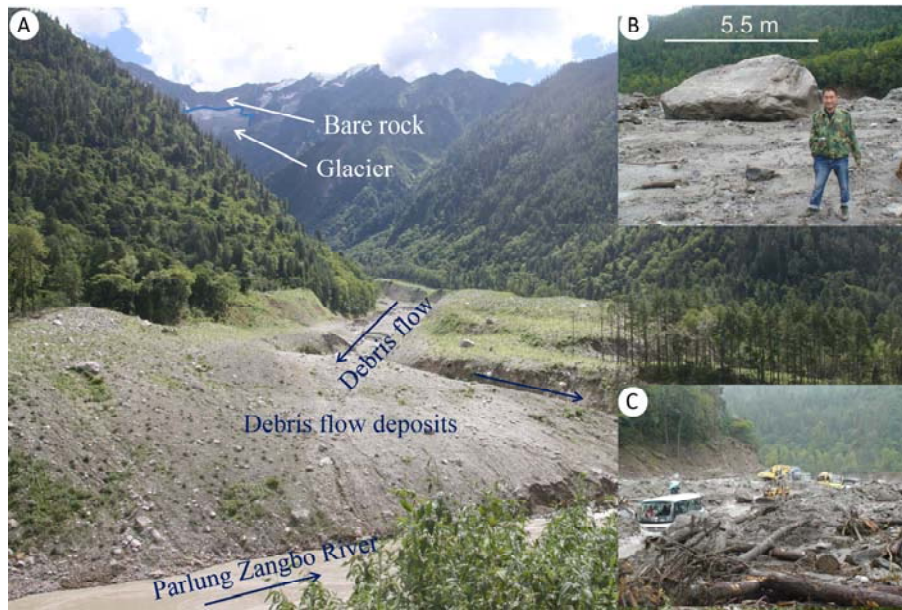 A
Bare rock
Glacier
Debris flow
Debris flow deposits
Parlung Zangbo River
B
5.5 m
C